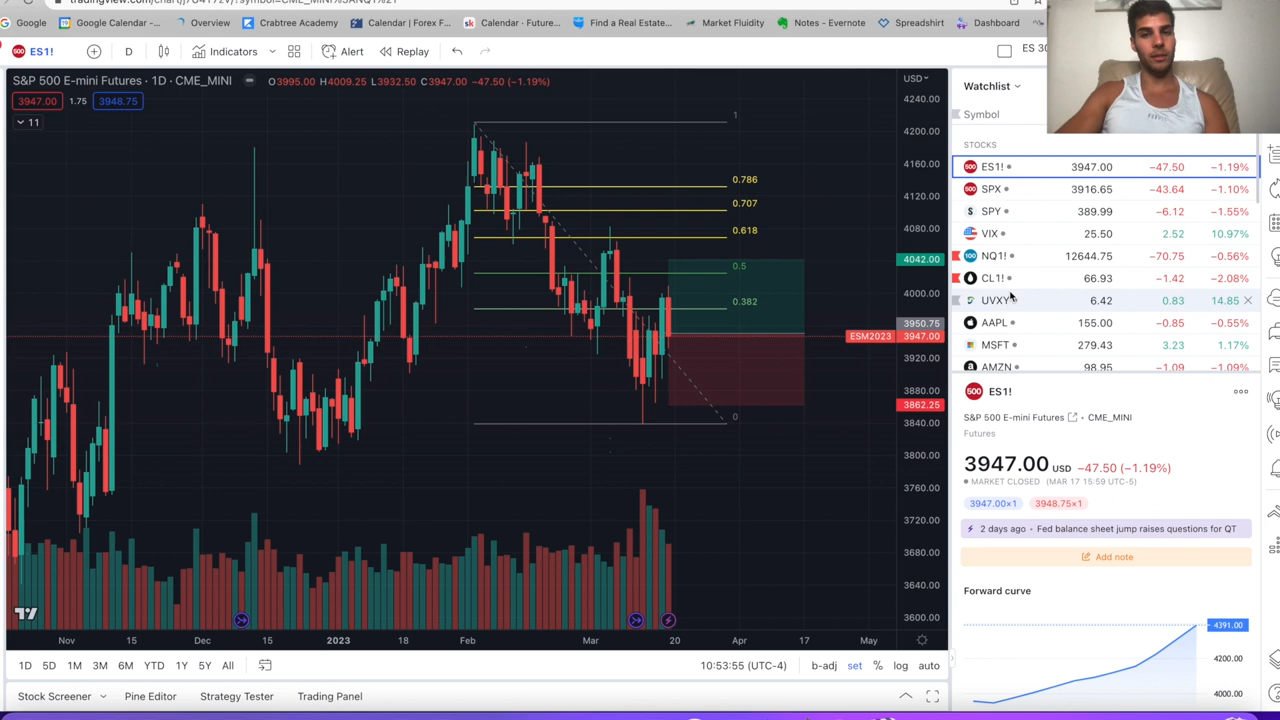 Google
Google Calendar -...
Overview
Crabtree Academy
Calendar | Forex F...
Calendar - Future...
Find a Real Estate...
Market Fluidity
Notes - Evernote
Spreadshirt
Dashboard
500 ES1!
D
Indicators
Alert
Replay
ES 30
S&P 500 E-mini Futures · 1D · CME_MINI
O3995.00 H4009.25 L3932.50 C3947.00 −47.50 (−1.19%)
3947.00 1.75 3948.75
11
USD
4240.00
4200.00
4160.00
4120.00
4080.00
4042.00
4000.00
3950.75
ESM2023 3947.00
3920.00
3880.00
3862.25
3840.00
3800.00
3760.00
3720.00
3680.00
3640.00
3600.00
1
0.786
0.707
0.618
0.5
0.382
0
Nov 15 Dec 15 2023 18 Feb Mar 20 Apr 17 May
1D 5D 1M 3M 6M YTD 1Y 5Y All
10:53:55 (UTC-4) b-adj set % log auto
Stock Screener Pine Editor Strategy Tester Trading Panel
Watchlist
Symbol
STOCKS
500 ES1! 3947.00 −47.50 −1.19%
500 SPX 3916.65 −43.64 −1.10%
S SPY 389.99 −6.12 −1.55%
VIX 25.50 2.52 10.97%
100 NQ1! 12644.75 −70.75 −0.56%
CL1! 66.93 −1.42 −2.08%
UVXY 6.42 0.83 14.85
AAPL 155.00 −0.85 −0.55%
MSFT 279.43 3.23 1.17%
AMZN 98.95 −1.09 −1.09%
500 ES1!
S&P 500 E-mini Futures · CME_MINI
Futures
3947.00 USD −47.50 (−1.19%)
MARKET CLOSED (MAR 17 15:59 UTC-5)
3947.00×1 3948.75×1
2 days ago · Fed balance sheet jump raises questions for QT
Add note
Forward curve
4391.00
4200.00
4000.00